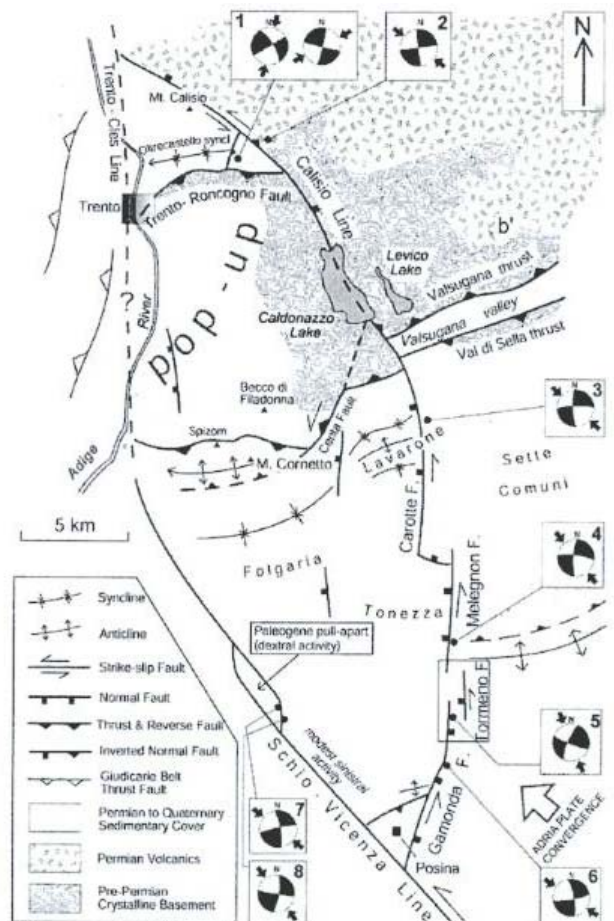 1
2
N
N
N
N
Mt. Calisio
Trento - Cles Line
Oltrecastello syncl.
Calisio Line
Trento
Trento-Roncogno Fault
pop-up
b'
Levico
Lake
Valsugana thrust
Caldonazzo
Lake
Valsugana valley
Val di Sella thrust
?
River
Becco di
Filadonna
Centa Fault
Spizom
3
N
Adige
M. Cornetto
Lavarone
Sette
Comuni
Carotte F.
5 km
Folgaria
4
N
Melegnon F.
Tonezza
Syncline
Anticline
Strike-slip Fault
Normal Fault
Thrust & Reverse Fault
Inverted Normal Fault
Giudicarie Belt
Thrust Fault
Permian to Quaternary
Sedimentary Cover
Permian Volcanics
Pre-Permian
Crystalline Basement
Paleogene pull-apart
(dextral activity)
Tormeno F.
5
N
modest sinistral
activity
Schio - Vicenza Line
Gamonda F.
ADRIA PLATE
CONVERGENCE
Posina
7
N
8
N
6
N